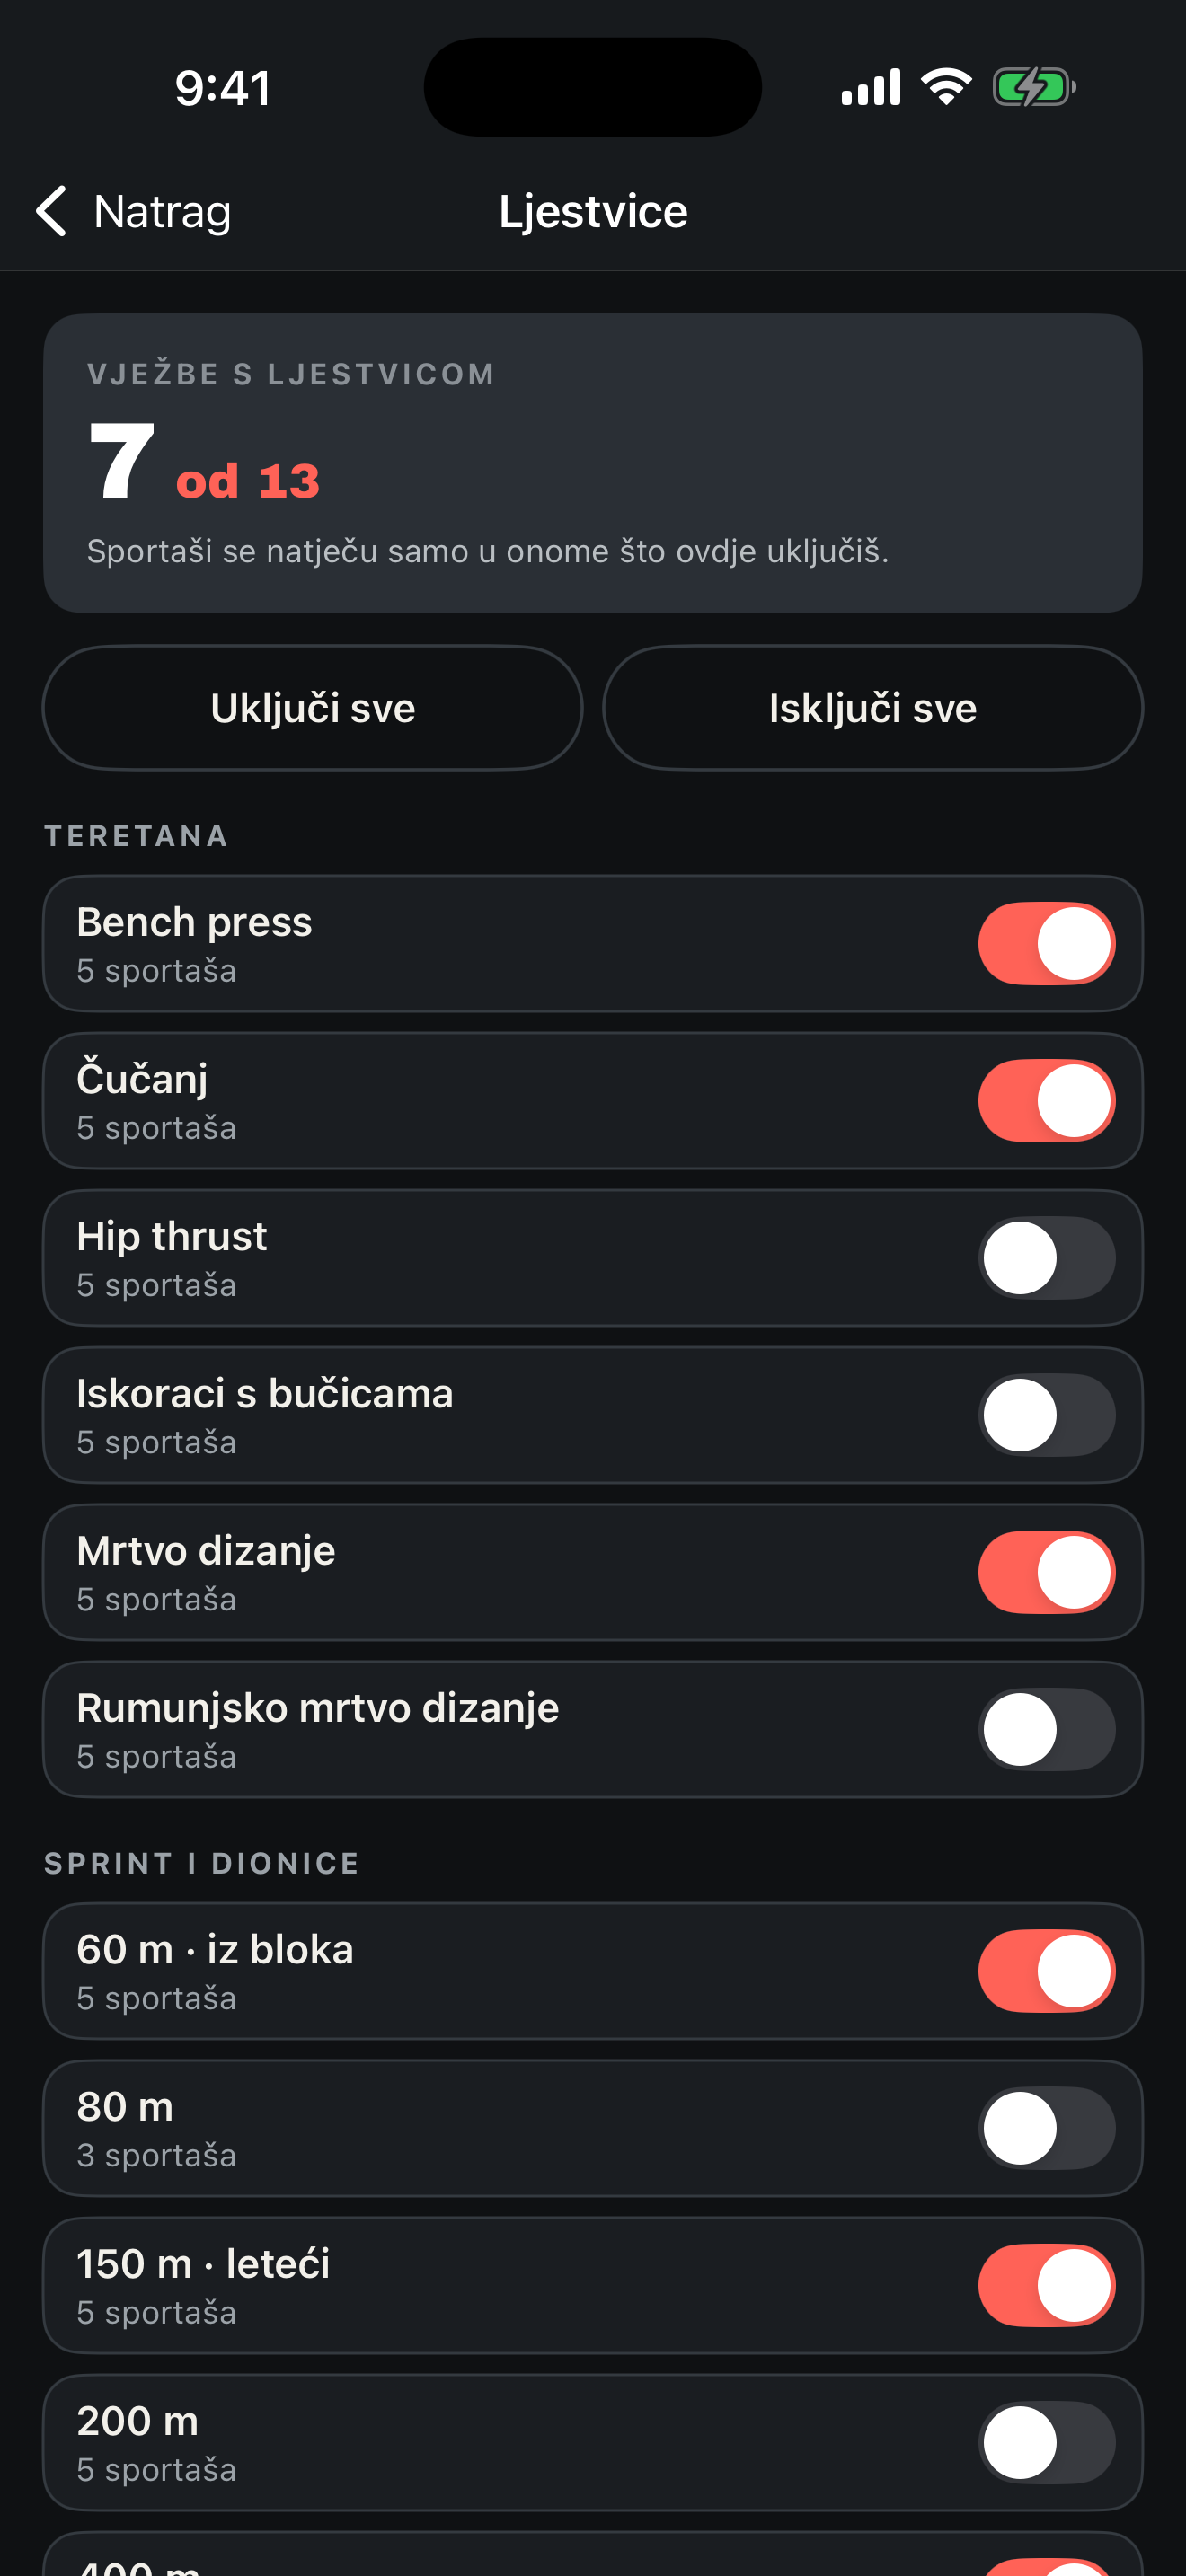 9:41
Natrag
Ljestvice
VJEŽBE S LJESTVICOM
7 od 13
Sportaši se natječu samo u onome što ovdje uključiš.
Uključi sve
Isključi sve
TERETANA
Bench press
5 sportaša
Čučanj
5 sportaša
Hip thrust
5 sportaša
Iskoraci s bučicama
5 sportaša
Mrtvo dizanje
5 sportaša
Rumunjsko mrtvo dizanje
5 sportaša
SPRINT I DIONICE
60 m · iz bloka
5 sportaša
80 m
3 sportaša
150 m · leteći
5 sportaša
200 m
5 sportaša
400 m